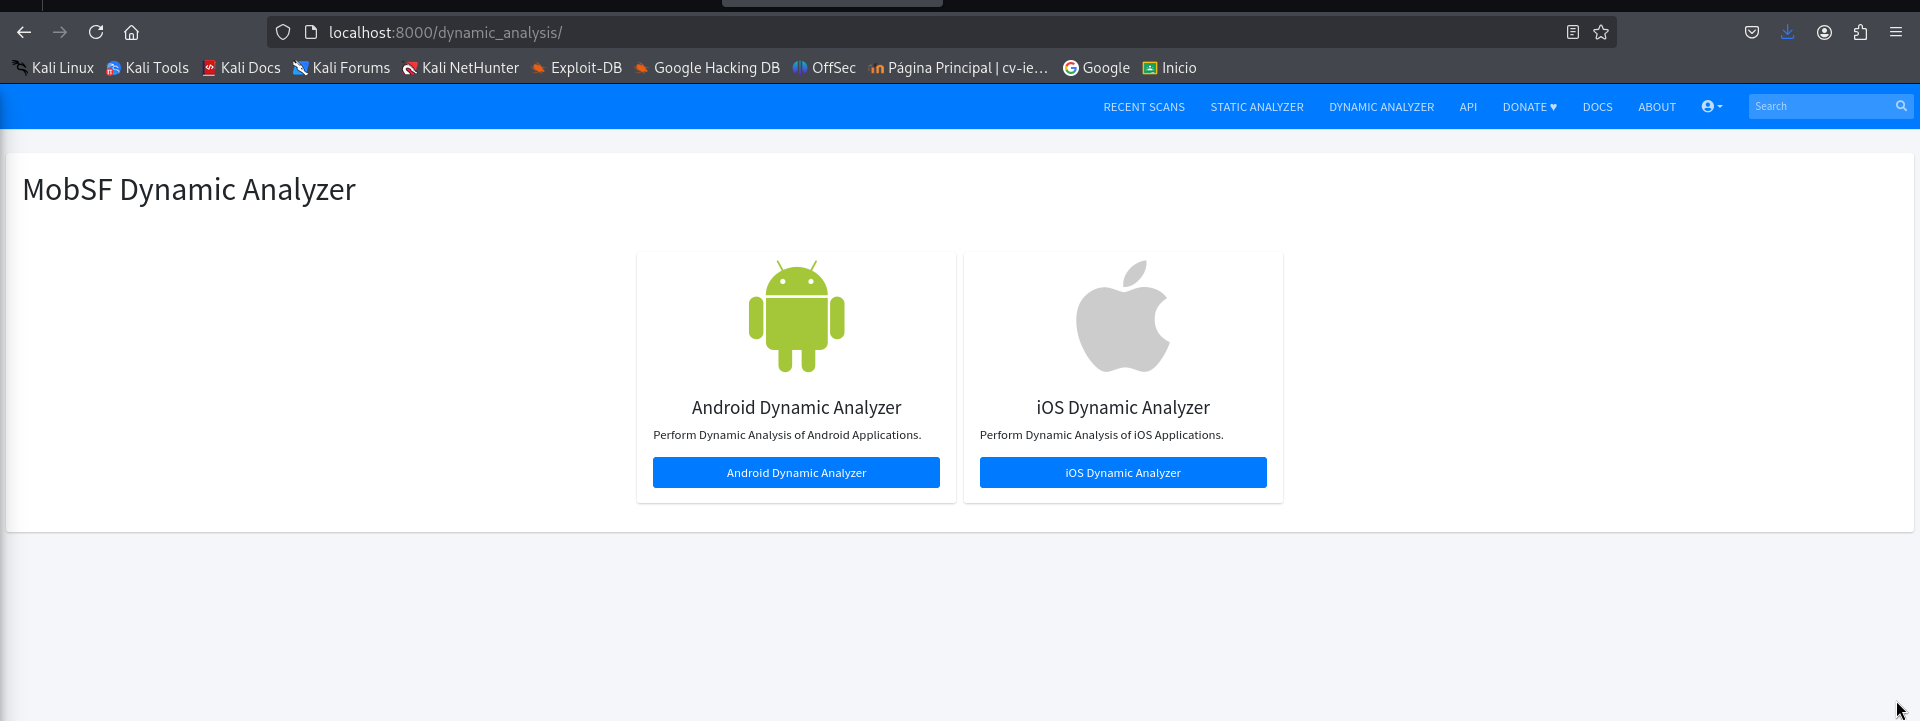 localhost:8000/dynamic_analysis/
Kali Linux Kali Tools Kali Docs Kali Forums Kali NetHunter Exploit-DB Google Hacking DB OffSec Página Principal | cv-ie… Google Inicio
RECENT SCANS STATIC ANALYZER DYNAMIC ANALYZER API DONATE ♥ DOCS ABOUT Search
MobSF Dynamic Analyzer
Android Dynamic Analyzer
Perform Dynamic Analysis of Android Applications.
Android Dynamic Analyzer
iOS Dynamic Analyzer
Perform Dynamic Analysis of iOS Applications.
iOS Dynamic Analyzer